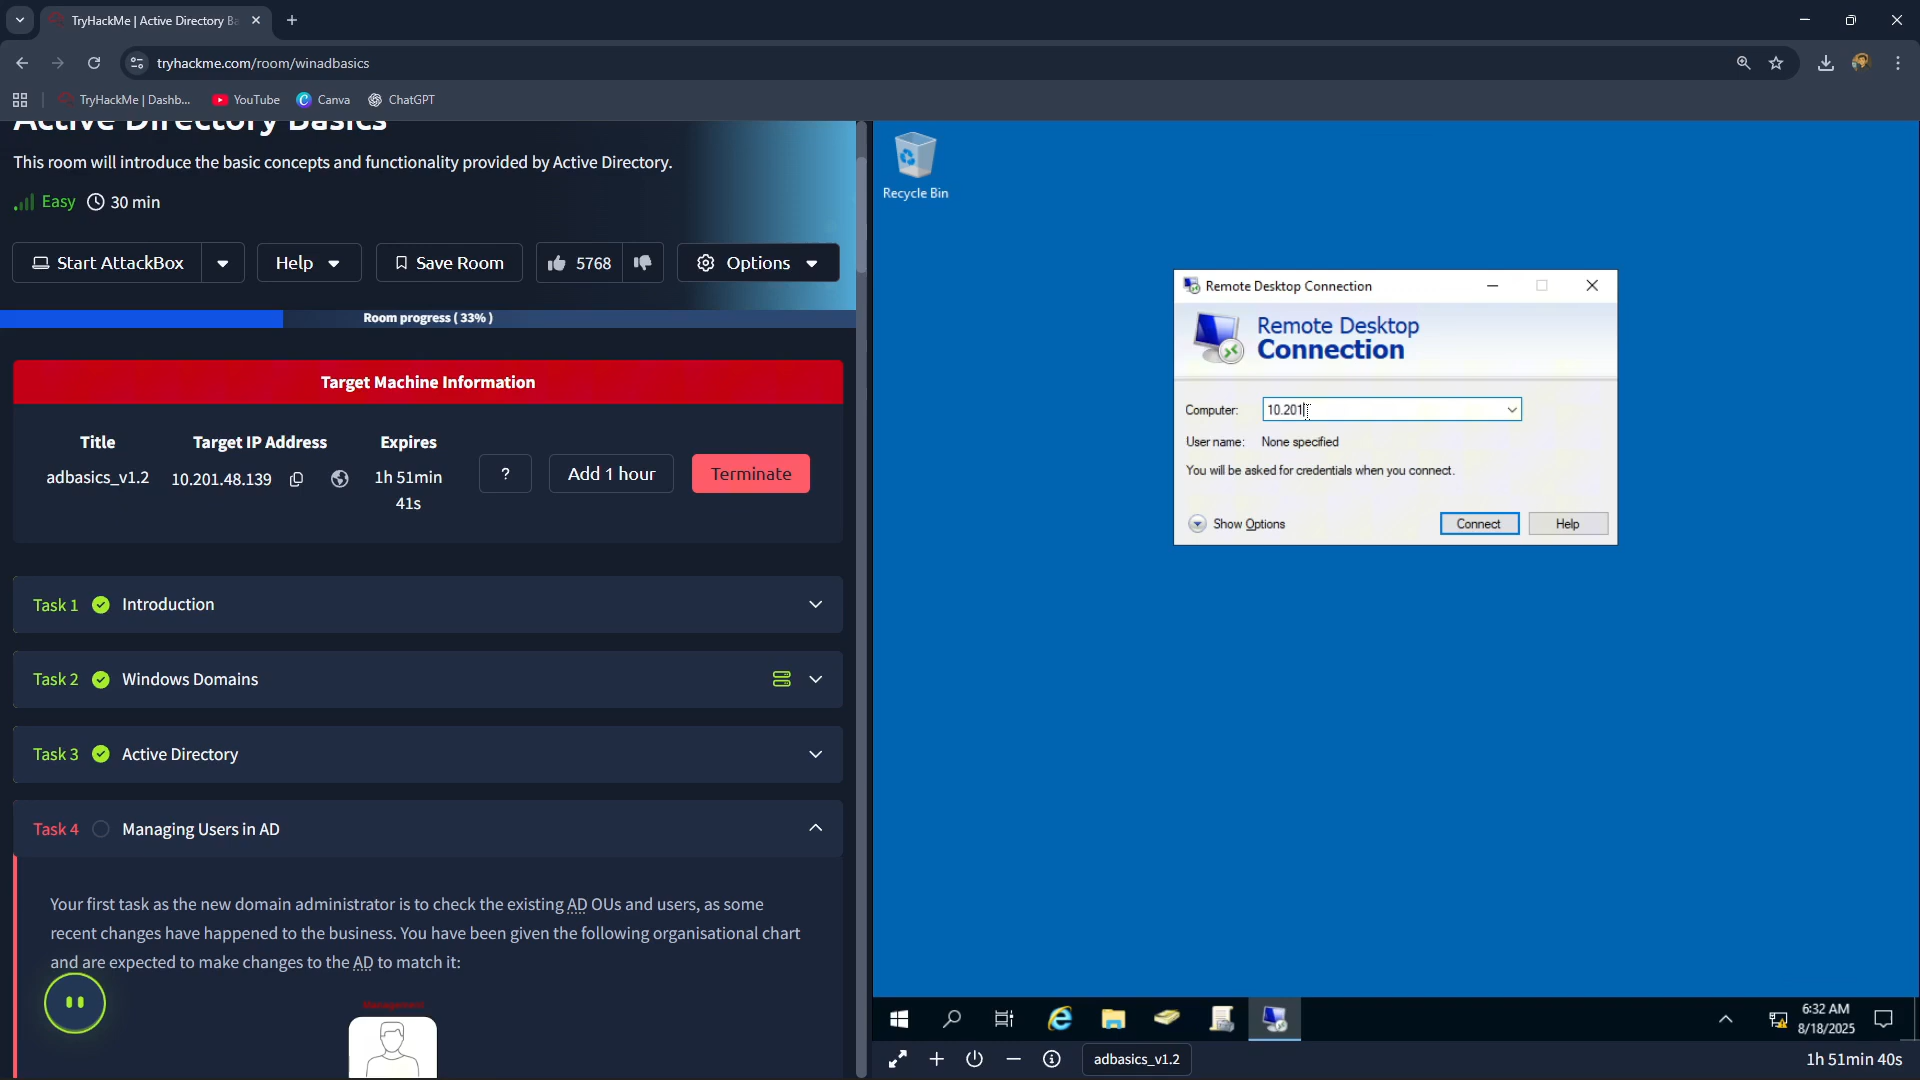 TryHackMe | Active Directory Ba
tryhackme.com/room/winadbasics
TryHackMe | Dashb...
YouTube
Canva
ChatGPT
Active Directory Basics
This room will introduce the basic concepts and functionality provided by Active Directory.
Easy 30 min
Start AttackBox
Help
Save Room
5768
Options
Room progress ( 33% )
Target Machine Information
Title
Target IP Address
Expires
adbasics_v1.2
10.201.48.139
1h 51min
41s
?
Add 1 hour
Terminate
Task 1 Introduction
Task 2 Windows Domains
Task 3 Active Directory
Task 4 Managing Users in AD
Your first task as the new domain administrator is to check the existing AD OUs and users, as some
recent changes have happened to the business. You have been given the following organisational chart
and are expected to make changes to the AD to match it:
Management
Recycle Bin
Remote Desktop Connection
Remote Desktop
Connection
Computer: 10.201
User name: None specified
You will be asked for credentials when you connect.
Show Options
Connect
Help
6:32 AM
8/18/2025
adbasics_v1.2
1h 51min 40s